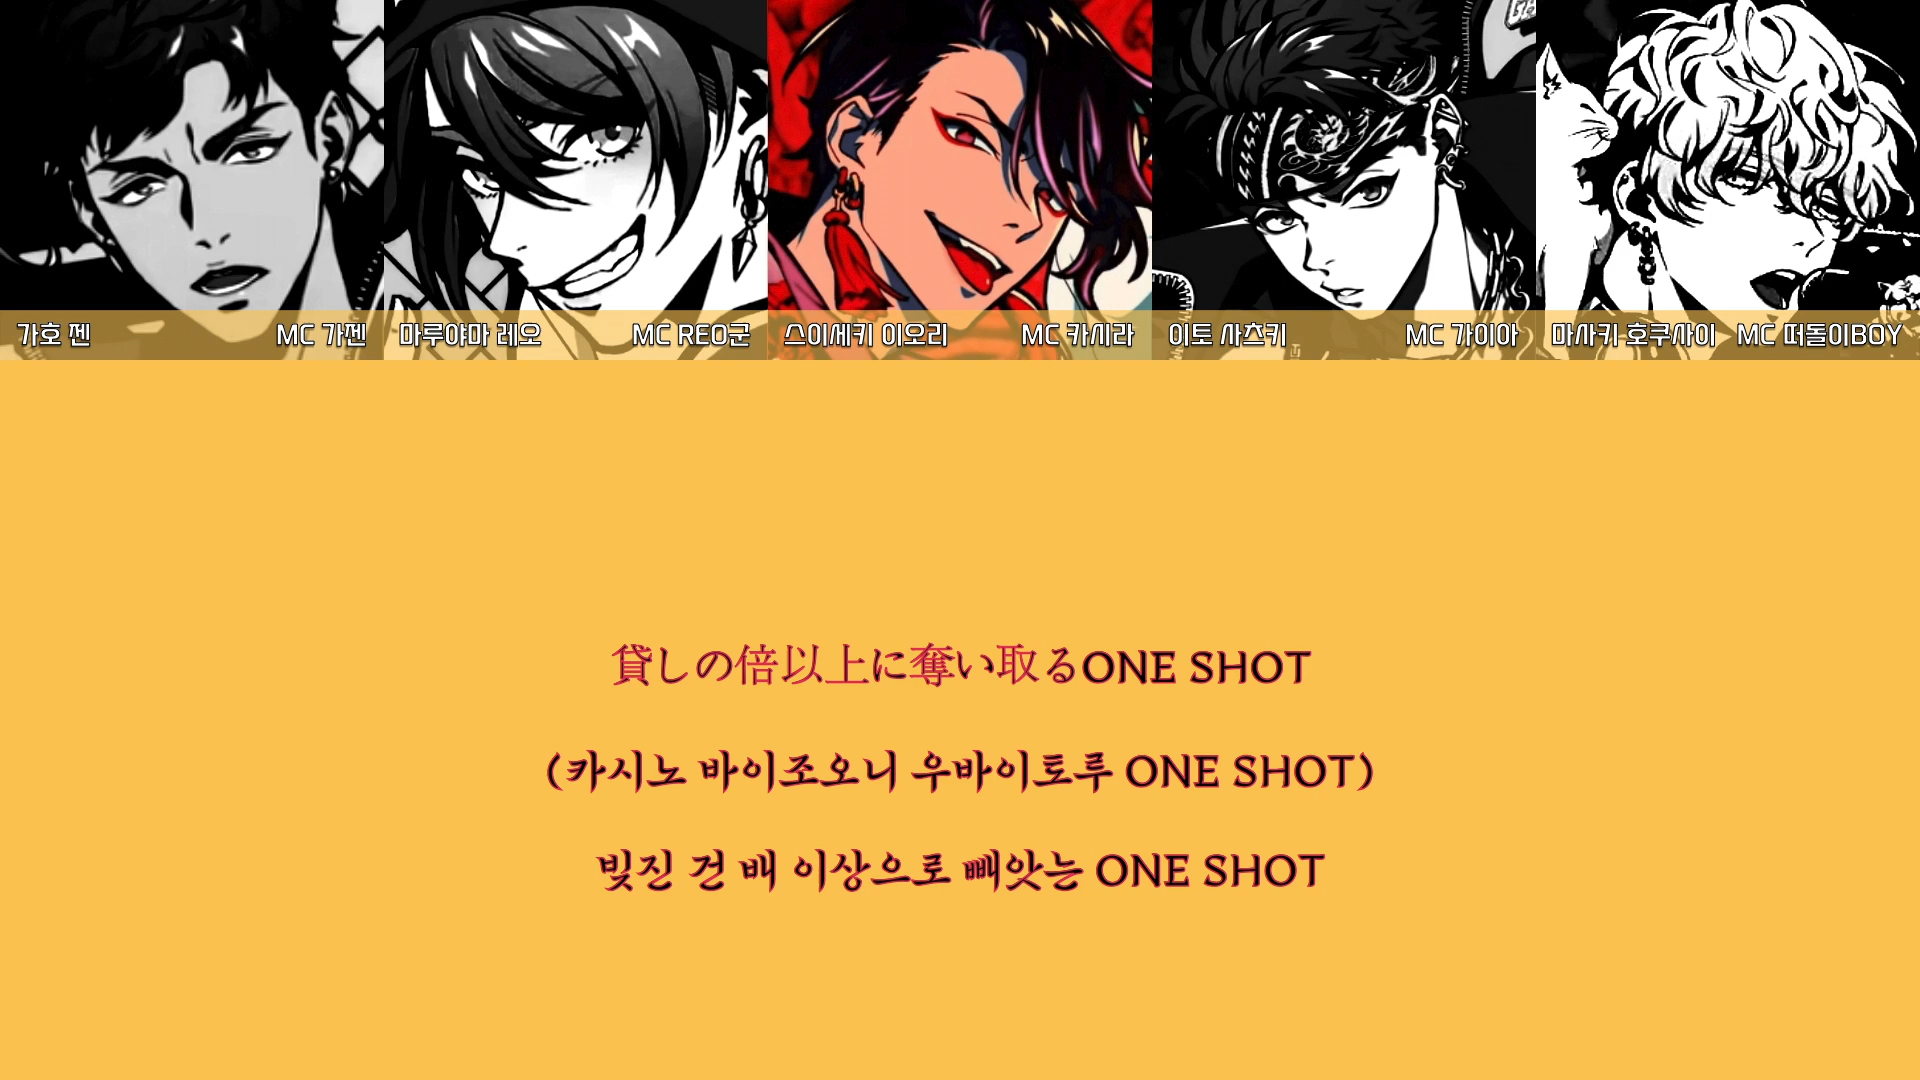 가호 젠 MC 가젠
마루야마 레오 MC REO군
스이세키 이오리 MC 카시라
이토 사츠키 MC 가이아
마사키 호쿠사이 MC 떠돌이BOY
貸しの倍以上に奪い取るONE SHOT
(카시노 바이조오니 우바이토루 ONE SHOT)
빚진 건 배 이상으로 빼앗는 ONE SHOT